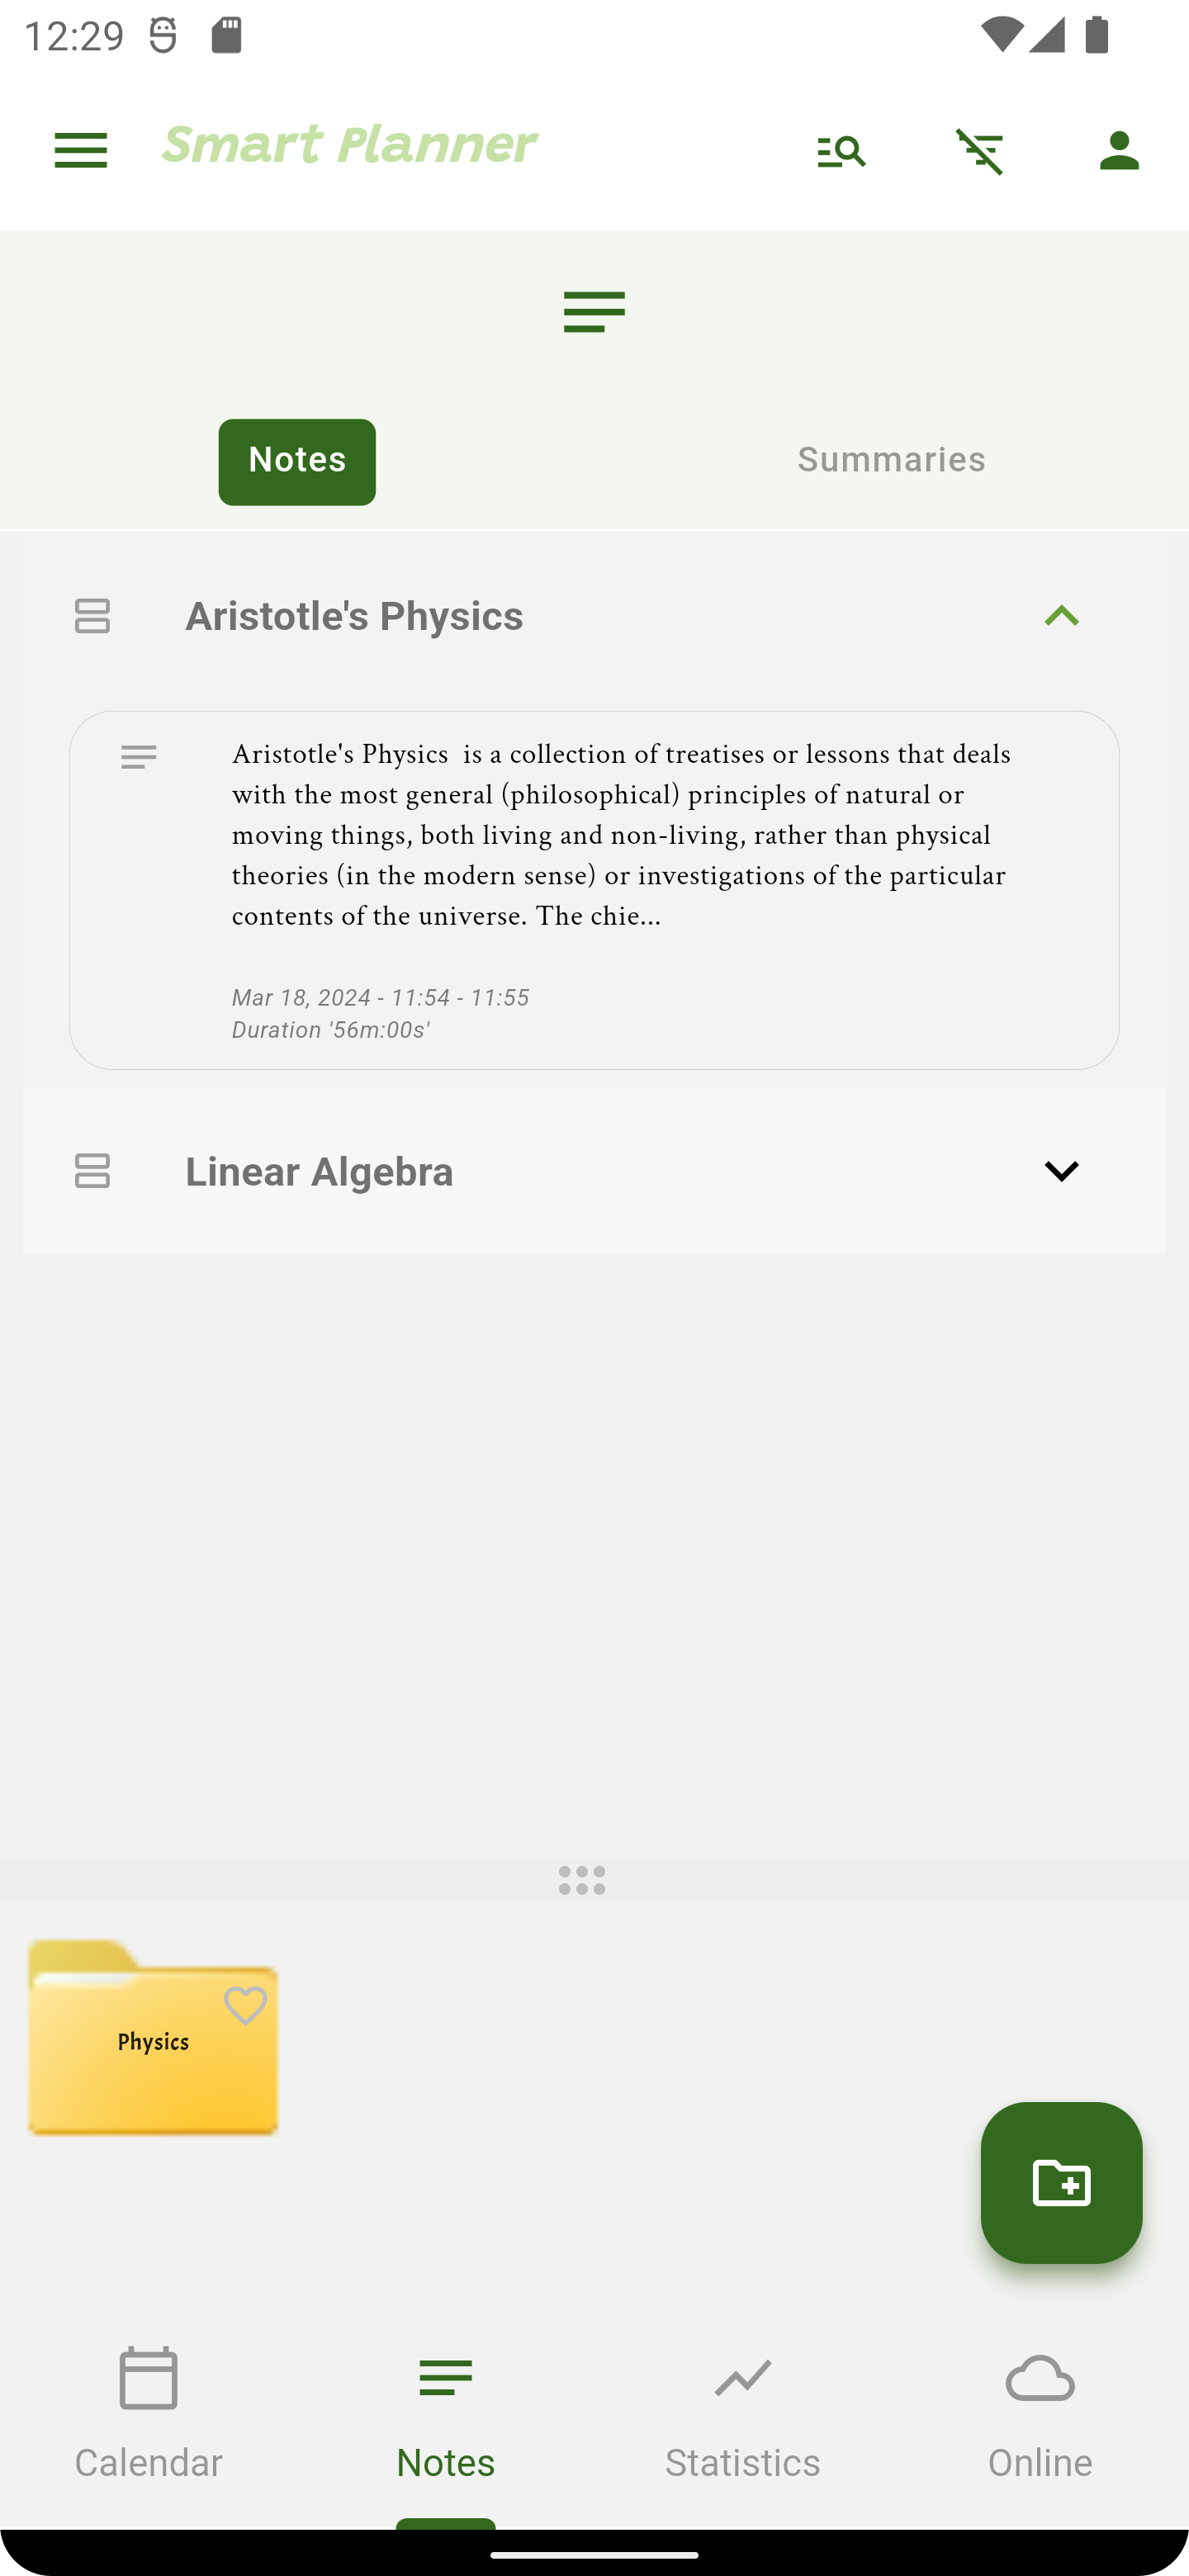 12:29
Smart Planner
Notes
Summaries
Aristotle's Physics
Aristotle's Physics  is a collection of treatises or lessons that deals
with the most general (philosophical) principles of natural or
moving things, both living and non-living, rather than physical
theories (in the modern sense) or investigations of the particular
contents of the universe. The chie...
Mar 18, 2024 - 11:54 - 11:55
Duration '56m:00s'
Linear Algebra
Physics
Calendar
Notes
Statistics
Online